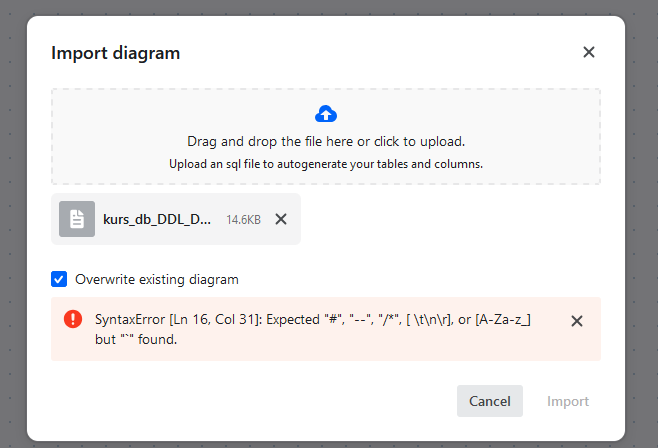 Import diagram
Drag and drop the file here or click to upload.
Upload an sql file to autogenerate your tables and columns.
kurs_db_DDL_D... 14.6KB
Overwrite existing diagram
SyntaxError [Ln 16, Col 31]: Expected "#", "--", "/*", [ \t\n\r], or [A-Za-z_]
but "`" found.
Cancel Import